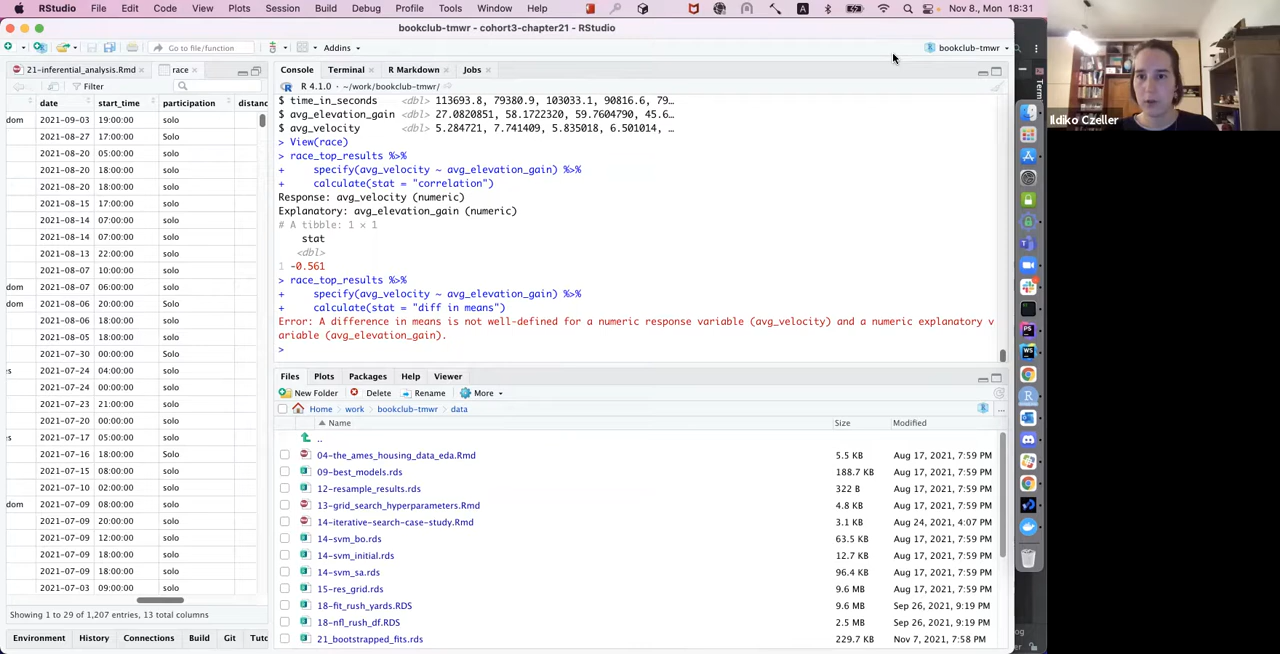 RStudio File Edit Code View Plots Session Build Debug Profile Tools Window Help Nov 8., Mon 18:31
bookclub-tmwr - cohort3-chapter21 - RStudio
Go to file/function Addins bookclub-tmwr
21-inferential_analysis.Rmd race
Filter
date start_time participation distanc
dom 2021-09-03 19:00:00 solo
2021-08-27 17:00:00 solo
2021-08-20 05:00:00 solo
2021-08-20 18:00:00 solo
2021-08-20 18:00:00 solo
2021-08-15 17:00:00 solo
2021-08-14 07:00:00 solo
2021-08-14 07:00:00 solo
2021-08-13 22:00:00 solo
2021-08-07 10:00:00 solo
dom 2021-08-07 06:00:00 solo
dom 2021-08-06 20:00:00 solo
2021-08-06 18:00:00 solo
2021-08-05 18:00:00 solo
2021-07-30 00:00:00 solo
s 2021-07-24 04:00:00 solo
2021-07-24 00:00:00 solo
2021-07-23 21:00:00 solo
2021-07-20 00:00:00 solo
s 2021-07-17 05:00:00 solo
2021-07-16 18:00:00 solo
2021-07-15 08:00:00 solo
2021-07-10 02:00:00 solo
dom 2021-07-09 08:00:00 solo
2021-07-09 20:00:00 solo
2021-07-09 12:00:00 solo
2021-07-09 18:00:00 solo
2021-07-09 18:00:00 solo
2021-07-03 09:00:00 solo
Showing 1 to 29 of 1,207 entries, 13 total columns
Environment History Connections Build Git Tuto
Console Terminal R Markdown Jobs
R 4.1.0 · ~/work/bookclub-tmwr/
$ time_in_seconds <dbl> 113693.8, 79380.9, 103033.1, 90816.6, 79…
$ avg_elevation_gain <dbl> 27.0820851, 58.1722320, 59.7604790, 45.6…
$ avg_velocity <dbl> 5.284721, 7.741409, 5.835018, 6.501014, …
> View(race)
> race_top_results %>%
+ specify(avg_velocity ~ avg_elevation_gain) %>%
+ calculate(stat = "correlation")
Response: avg_velocity (numeric)
Explanatory: avg_elevation_gain (numeric)
# A tibble: 1 × 1
stat
<dbl>
1 -0.561
> race_top_results %>%
+ specify(avg_velocity ~ avg_elevation_gain) %>%
+ calculate(stat = "diff in means")
Error: A difference in means is not well-defined for a numeric response variable (avg_velocity) and a numeric explanatory v
ariable (avg_elevation_gain).
>
Files Plots Packages Help Viewer
New Folder Delete Rename More
Home work bookclub-tmwr data
Name Size Modified
..
04-the_ames_housing_data_eda.Rmd 5.5 KB Aug 17, 2021, 7:59 PM
09-best_models.rds 188.7 KB Aug 17, 2021, 7:59 PM
12-resample_results.rds 322 B Aug 17, 2021, 7:59 PM
13-grid_search_hyperparameters.Rmd 4.8 KB Aug 17, 2021, 7:59 PM
14-iterative-search-case-study.Rmd 3.1 KB Aug 24, 2021, 4:07 PM
14-svm_bo.rds 63.5 KB Aug 17, 2021, 7:59 PM
14-svm_initial.rds 12.7 KB Aug 17, 2021, 7:59 PM
14-svm_sa.rds 96.4 KB Aug 17, 2021, 7:59 PM
15-res_grid.rds 9.6 MB Aug 17, 2021, 7:59 PM
18-fit_rush_yards.RDS 9.6 MB Sep 26, 2021, 9:19 PM
18-nfl_rush_df.RDS 2.5 MB Sep 26, 2021, 9:19 PM
21_bootstrapped_fits.rds 229.7 KB Nov 7, 2021, 7:58 PM
Ildiko Czeller